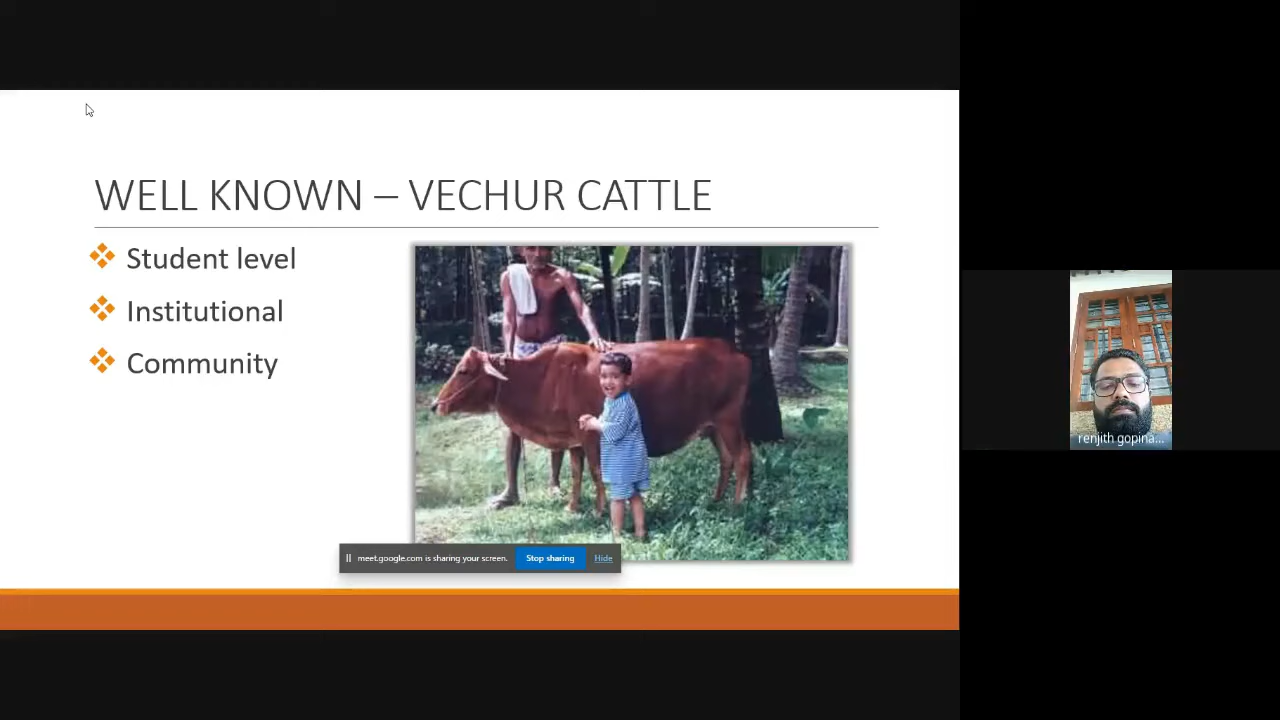 WELL KNOWN – VECHUR CATTLE
Student level
Institutional
Community
meet.google.com is sharing your screen.
Stop sharing
Hide
renjith gopina...